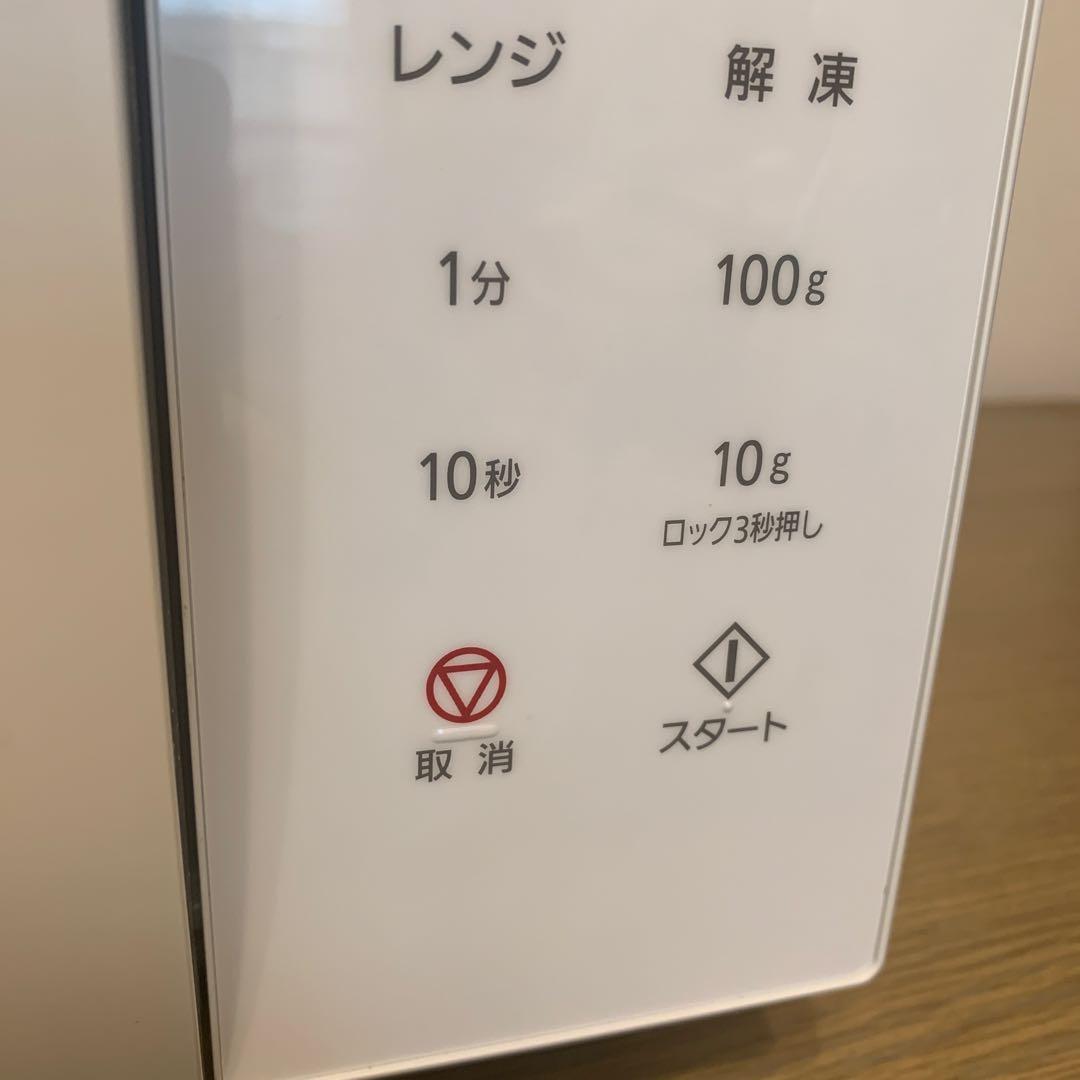 レンジ 解凍
1分 100g
10秒 10g
ロック3秒押し
取消 スタート